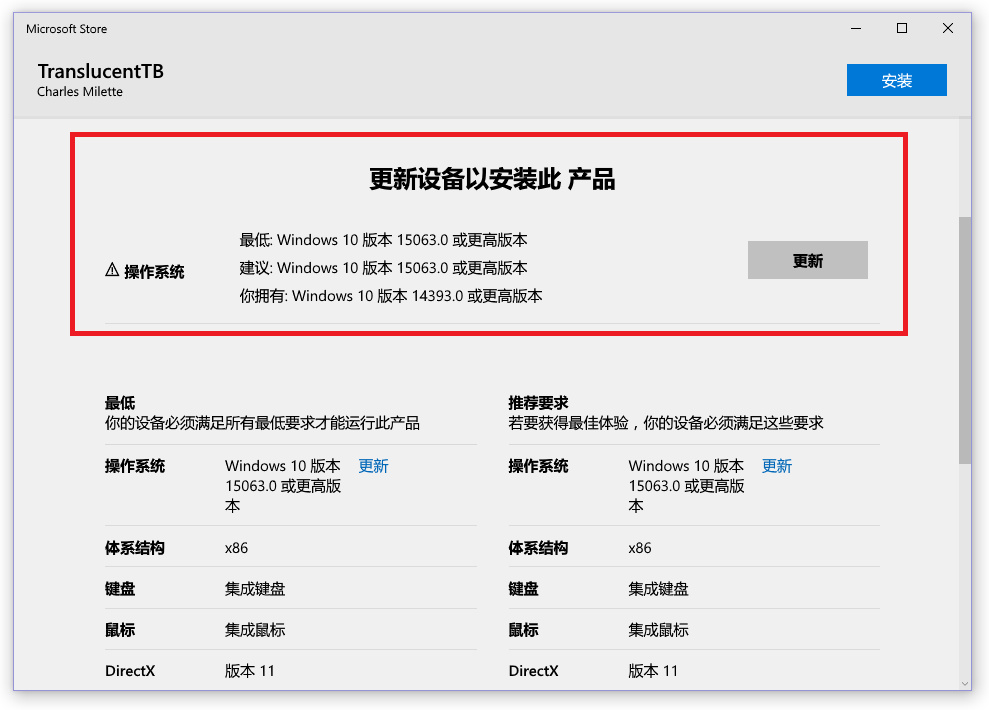 Microsoft Store
TranslucentTB
Charles Milette
安装
更新设备以安装此 产品
操作系统
最低: Windows 10 版本 15063.0 或更高版本
建议: Windows 10 版本 15063.0 或更高版本
你拥有: Windows 10 版本 14393.0 或更高版本
更新
最低
你的设备必须满足所有最低要求才能运行此产品
操作系统
Windows 10 版本
15063.0 或更高版
本
更新
体系结构
x86
键盘
集成键盘
鼠标
集成鼠标
DirectX
版本 11
推荐要求
若要获得最佳体验，你的设备必须满足这些要求
操作系统
Windows 10 版本
15063.0 或更高版
本
更新
体系结构
x86
键盘
集成键盘
鼠标
集成鼠标
DirectX
版本 11